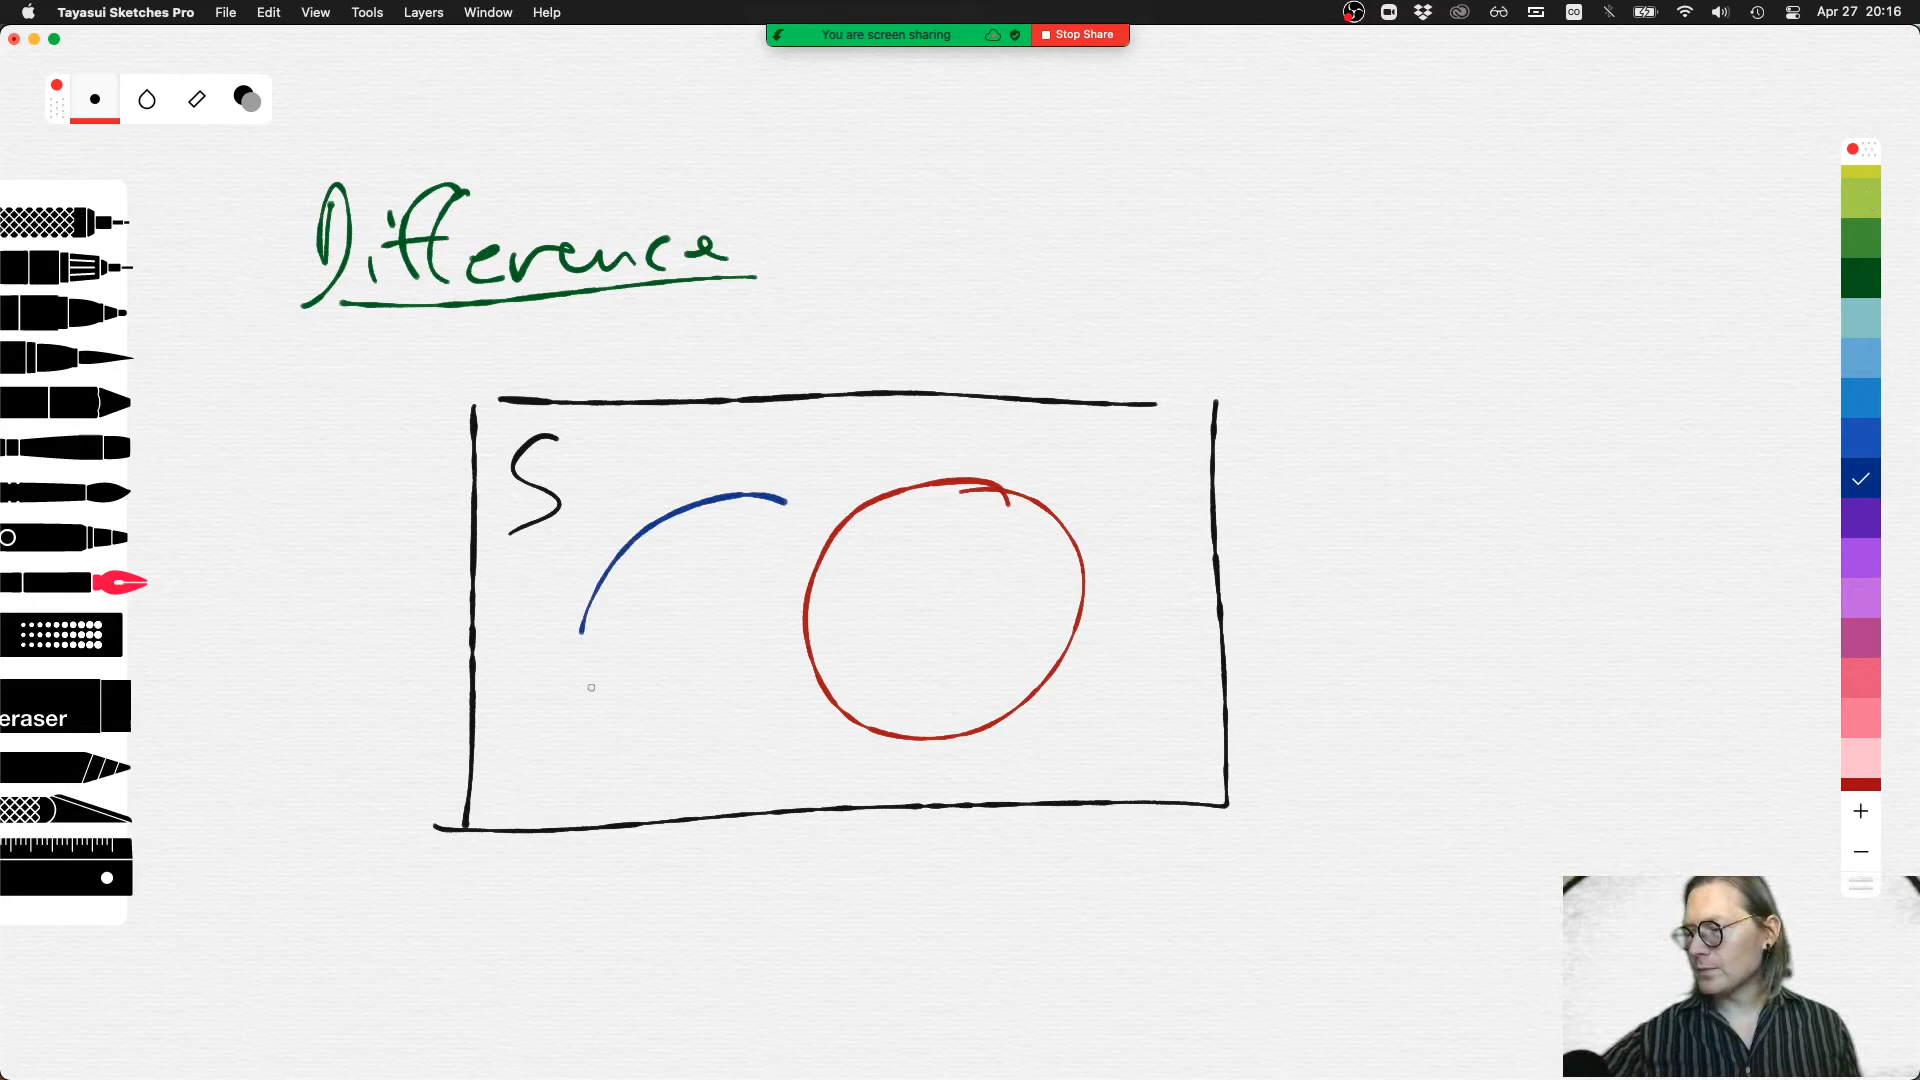 Tayasui Sketches Pro File Edit View Tools Layers Window Help Apr 27 20:16
You are screen sharing Stop Share
Difference
S
eraser